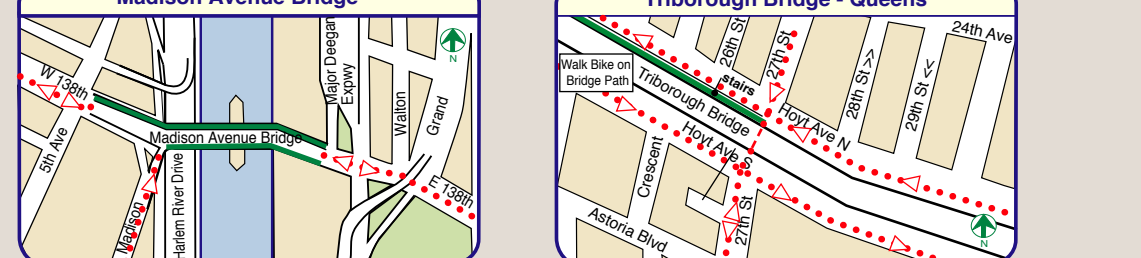 Madison Avenue Bridge
W 138th
5th Ave
Madison Avenue Bridge
Madison
Harlem River Drive
Major Deegan
Expwy
Walton
Grand
E 138th
N
Triborough Bridge - Queens
24th Ave
26th St
27th St
28th St >>
29th St <<
Walk Bike on
Bridge Path
stairs
Triborough Bridge
Hoyt Ave N
Hoyt Ave S
Crescent
27th St
Astoria Blvd
N